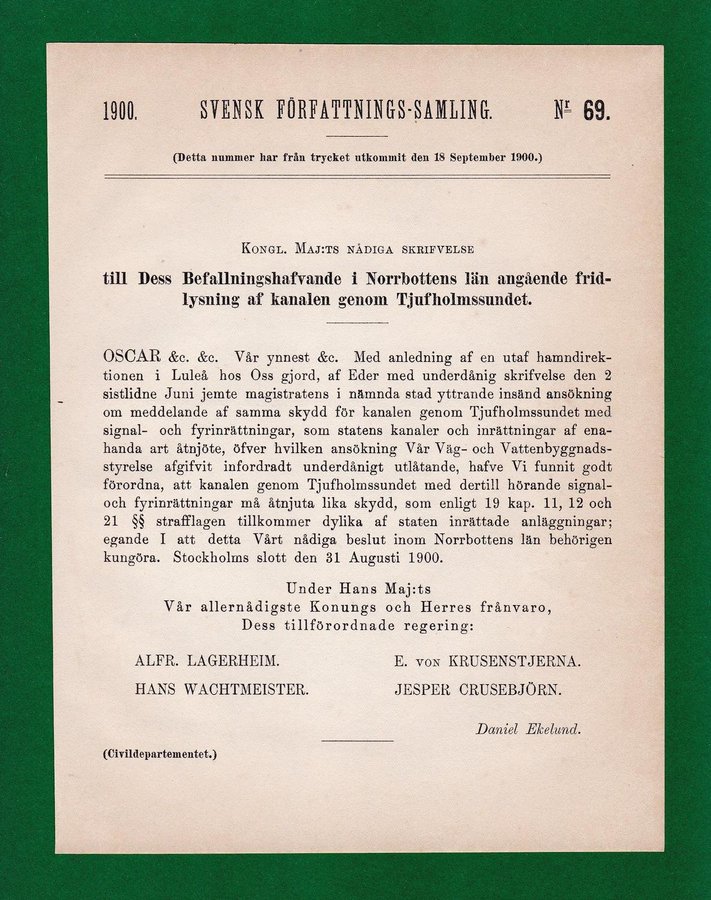 1900. SVENSK FÖRFATTNINGS-SAMLING. Nr 69.
(Detta nummer har från trycket utkommit den 18 September 1900.)
KONGL. MAJ:TS NÅDIGA SKRIFVELSE
till Dess Befallningshafvande i Norrbottens län angående frid-
lysning af kanalen genom Tjufholmssundet.
OSCAR &c. &c. Vår ynnest &c. Med anledning af en utaf hamndirek-
tionen i Luleå hos Oss gjord, af Eder med underdånig skrifvelse den 2
sistlidne Juni jemte magistratens i nämnda stad yttrande insänd ansökning
om meddelande af samma skydd för kanalen genom Tjufholmssundet med
signal- och fyrinrättningar, som statens kanaler och inrättningar af ena-
handa art åtnjöte, öfver hvilken ansökning Vår Väg- och Vattenbyggnads-
styrelse afgifvit infordradt underdånigt utlåtande, hafve Vi funnit godt
förordna, att kanalen genom Tjufholmssundet med dertill hörande signal-
och fyrinrättningar må åtnjuta lika skydd, som enligt 19 kap. 11, 12 och
21 §§ strafflagen tillkommer dylika af staten inrättade anläggningar;
egande I att detta Vårt nådiga beslut inom Norrbottens län behörigen
kungöra. Stockholms slott den 31 Augusti 1900.
Under Hans Maj:ts
Vår allernådigste Konungs och Herres frånvaro,
Dess tillförordnade regering:
ALFR. LAGERHEIM. E. VON KRUSENSTJERNA.
HANS WACHTMEISTER. JESPER CRUSEBJÖRN.
Daniel Ekelund.
(Civildepartementet.)